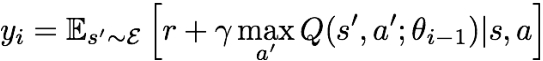 $y_i = \mathbb{E}_{s' \sim \mathcal{E}} \left[ r + \gamma \max_{a'} Q(s', a'; \theta_{i-1}) | s, a \right]$